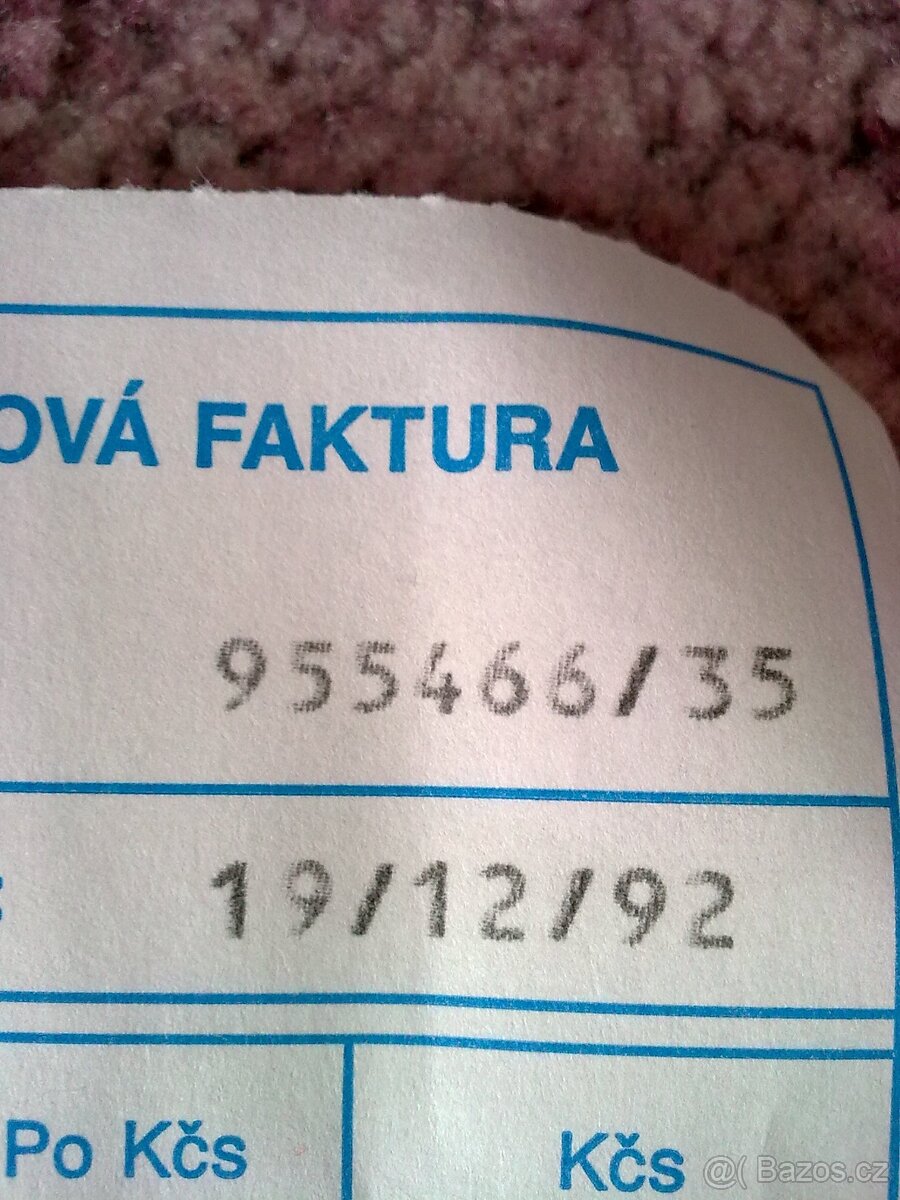 OVÁ FAKTURA
955466/35
:
19/12/92
Po Kčs
Kčs
@( Bazos.cz